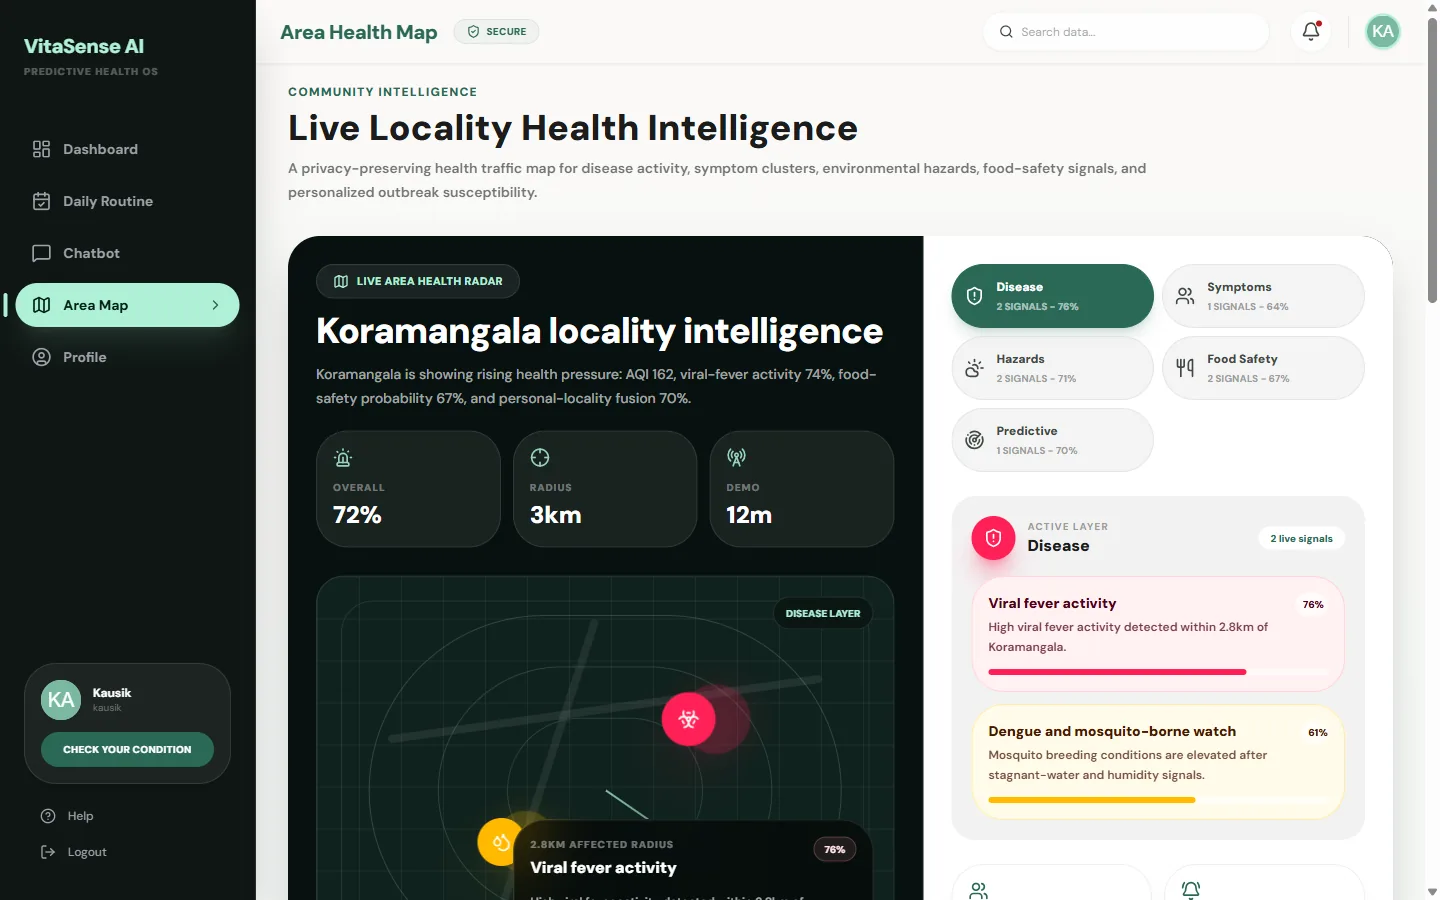 VitaSense AI
PREDICTIVE HEALTH OS
Dashboard
Daily Routine
Chatbot
Area Map
Profile
KA
Kausik
kausik
CHECK YOUR CONDITION
Help
Logout
Area Health Map
SECURE
Search data...
KA
COMMUNITY INTELLIGENCE
Live Locality Health Intelligence
A privacy-preserving health traffic map for disease activity, symptom clusters, environmental hazards, food-safety signals, and
personalized outbreak susceptibility.
LIVE AREA HEALTH RADAR
Koramangala locality intelligence
Koramangala is showing rising health pressure: AQI 162, viral-fever activity 74%, food-
safety probability 67%, and personal-locality fusion 70%.
OVERALL
72%
RADIUS
3km
DEMO
12m
DISEASE LAYER
2.8KM AFFECTED RADIUS
76%
Viral fever activity
Disease
2 SIGNALS - 76%
Symptoms
1 SIGNALS - 64%
Hazards
2 SIGNALS - 71%
Food Safety
2 SIGNALS - 67%
Predictive
1 SIGNALS - 70%
ACTIVE LAYER
Disease
2 live signals
Viral fever activity
76%
High viral fever activity detected within 2.8km of
Koramangala.
Dengue and mosquito-borne watch
61%
Mosquito breeding conditions are elevated after
stagnant-water and humidity signals.